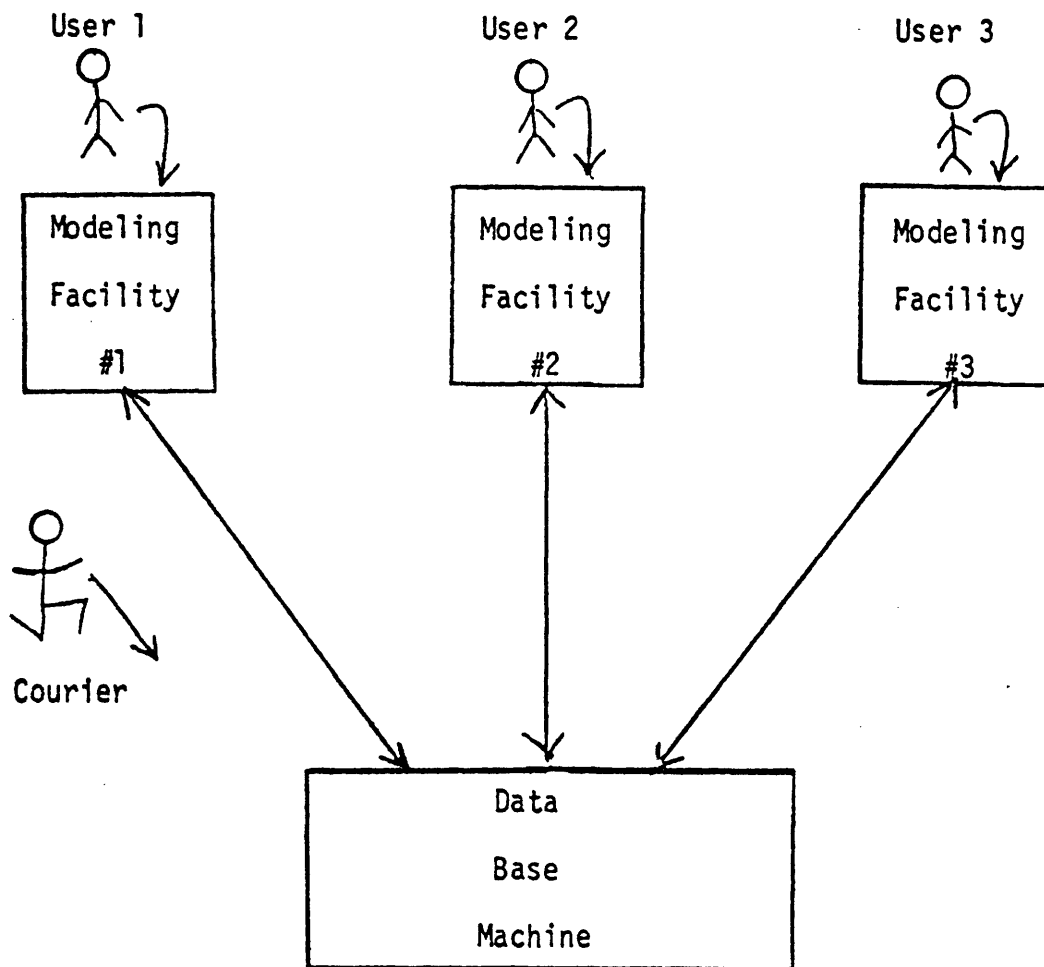 User 1
User 2
User 3
Modeling
Facility
#1
Modeling
Facility
#2
Modeling
Facility
#3
Courier
Data
Base
Machine